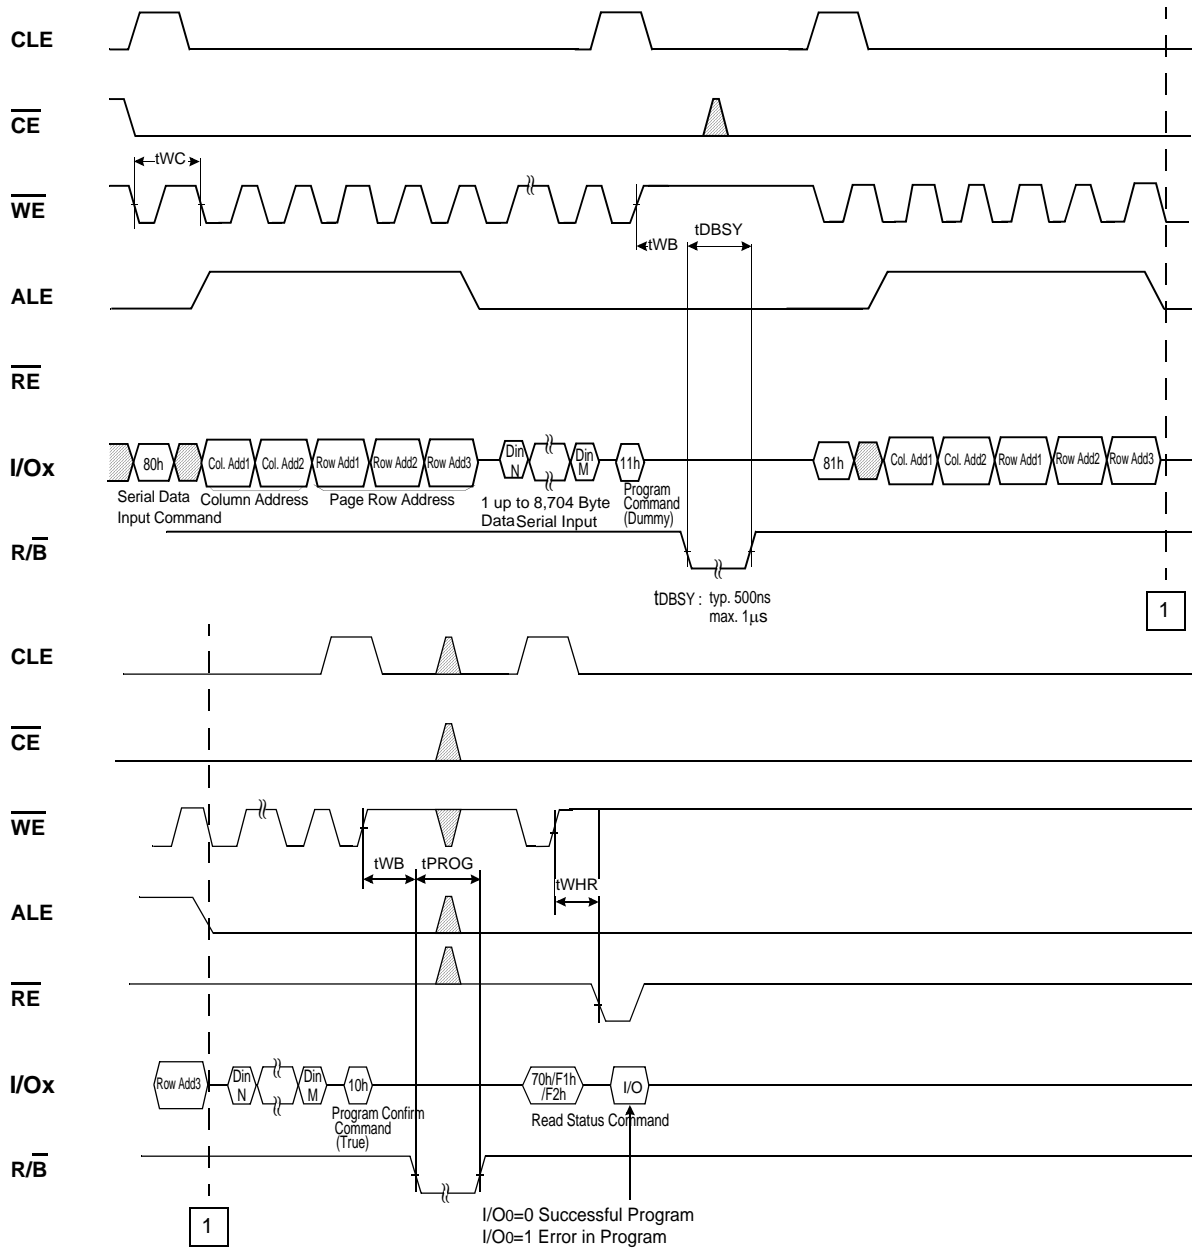 CLE
CE
tWC
WE
tWB
tDBSY
ALE
RE
I/Ox
80h
Col. Add1
Col. Add2
Row Add1
Row Add2
Row Add3
Din
N
Din
M
11h
81h
Col. Add1
Col. Add2
Row Add1
Row Add2
Row Add3
Serial Data
Input Command
Column Address
Page Row Address
1 up to 8,704 Byte
Data Serial Input
Program
Command
(Dummy)
R/B
tDBSY : typ. 500ns
max. 1μs
1
CLE
CE
WE
tWB
tPROG
tWHR
ALE
RE
I/Ox
Row Add3
Din
N
Din
M
10h
70h/F1h
/F2h
I/O
Program Confirm
Command
(True)
Read Status Command
R/B
1
I/O0=0 Successful Program
I/O0=1 Error in Program